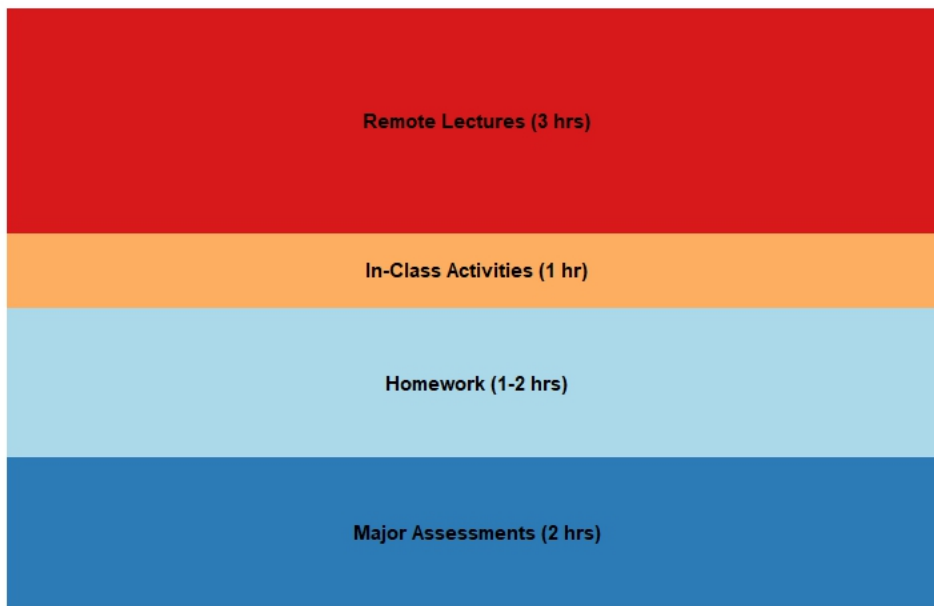 Remote Lectures (3 hrs)
In-Class Activities (1 hr)
Homework (1-2 hrs)
Major Assessments (2 hrs)